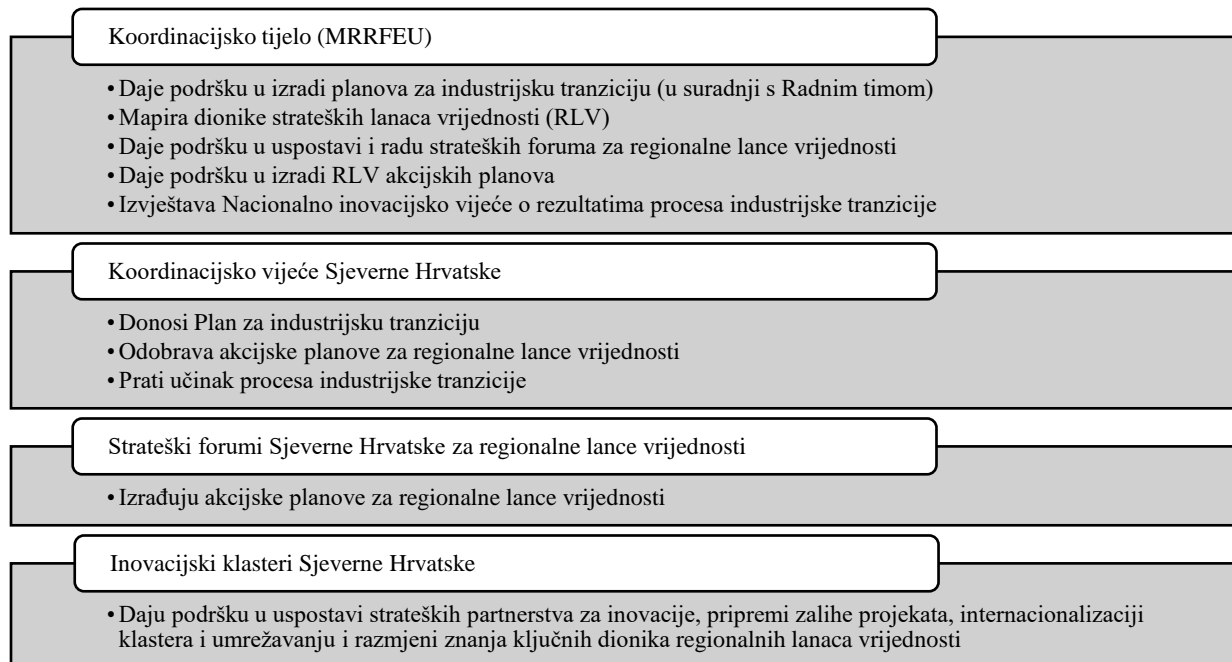 Koordinacijsko tijelo (MRRFEU)
• Daje podršku u izradi planova za industrijsku tranziciju (u suradnji s Radnim timom)
• Mapira dionike strateških lanaca vrijednosti (RLV)
• Daje podršku u uspostavi i radu strateških foruma za regionalne lance vrijednosti
• Daje podršku u izradi RLV akcijskih planova
• Izvještava Nacionalno inovacijsko vijeće o rezultatima procesa industrijske tranzicije
Koordinacijsko vijeće Sjeverne Hrvatske
• Donosi Plan za industrijsku tranziciju
• Odobrava akcijske planove za regionalne lance vrijednosti
• Prati učinak procesa industrijske tranzicije
Strateški forumi Sjeverne Hrvatske za regionalne lance vrijednosti
• Izrađuju akcijske planove za regionalne lance vrijednosti
Inovacijski klasteri Sjeverne Hrvatske
• Daju podršku u uspostavi strateških partnerstva za inovacije, pripremi zalihe projekata, internacionalizaciji
klastera i umrežavanju i razmjeni znanja ključnih dionika regionalnih lanaca vrijednosti